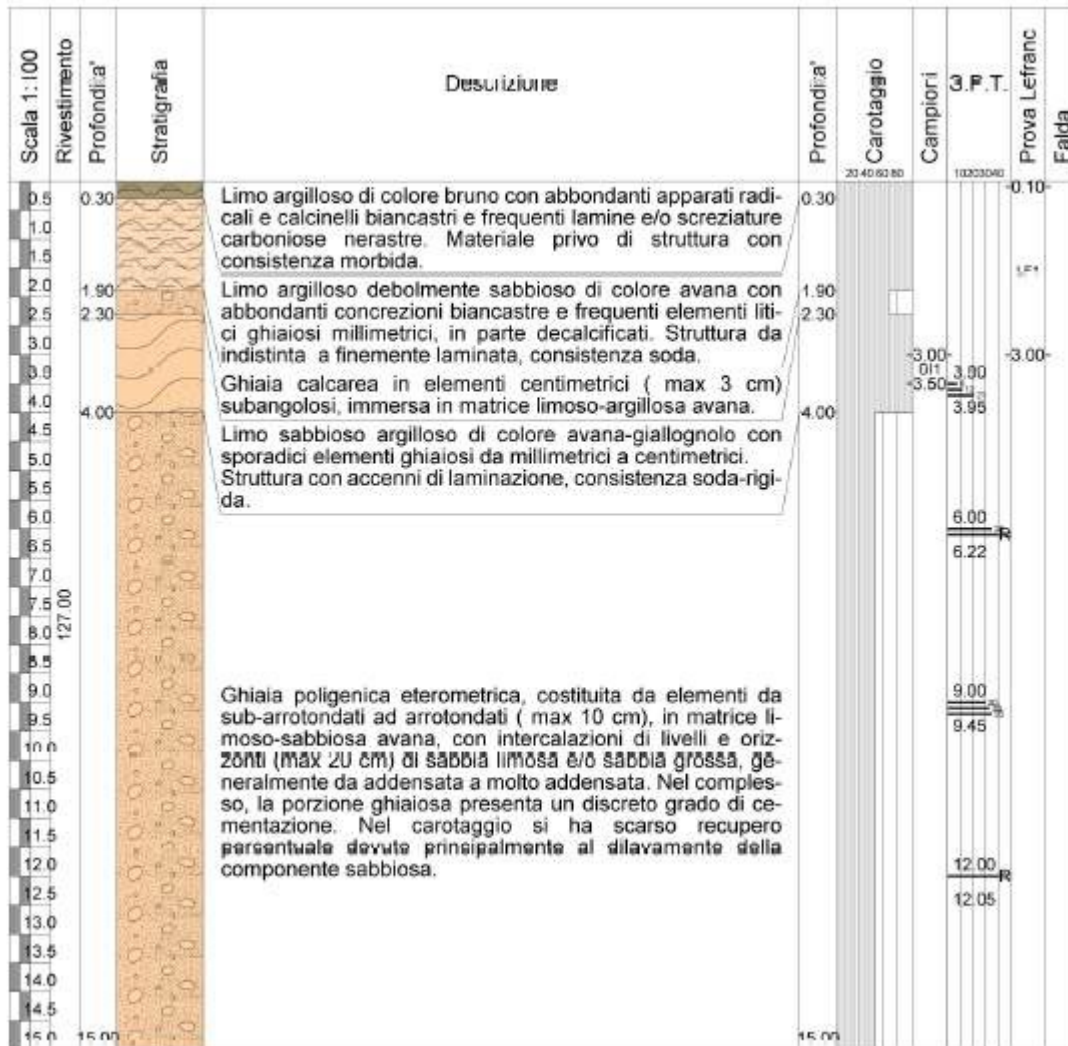 Scala 1:100
Rivestimento
Profondita'
Stratigrafia
Descrizione
Profondita'
Carotaggio
Campioni
S.P.T.
Prova Lefranc
Falda
20 40 60 80
10203040
0.5
1.0
1.5
2.0
2.5
3.0
3.5
4.0
4.5
5.0
5.5
6.0
6.5
7.0
7.5
8.0
8.5
9.0
9.5
10.0
10.5
11.0
11.5
12.0
12.5
13.0
13.5
14.0
14.5
15.0
127.00
0.30
1.90
2.30
4.00
15.00
Limo argilloso di colore bruno con abbondanti apparati radi-
cali e calcinelli biancastri e frequenti lamine e/o screziature
carboniose nerastre. Materiale privo di struttura con
consistenza morbida.
Limo argilloso debolmente sabbioso di colore avana con
abbondanti concrezioni biancastre e frequenti elementi liti-
ci ghiaiosi millimetrici, in parte decalcificati. Struttura da
indistinta a finemente laminata, consistenza soda.
Ghiaia calcarea in elementi centimetrici ( max 3 cm)
subangolosi, immersa in matrice limoso-argillosa avana.
Limo sabbioso argilloso di colore avana-giallognolo con
sporadici elementi ghiaiosi da millimetrici a centimetrici.
Struttura con accenni di laminazione, consistenza soda-rigi-
da.
Ghiaia poligenica eterometrica, costituita da elementi da
sub-arrotondati ad arrotondati ( max 10 cm), in matrice li-
moso-sabbiosa avana, con intercalazioni di livelli e oriz-
zonti (max 20 cm) di sabbia limosa e/o sabbia grossa, ge-
neralmente da addensata a molto addensata. Nel comples-
so, la porzione ghiaiosa presenta un discreto grado di ce-
mentazione. Nel carotaggio si ha scarso recupero
persentuale devute principalmente al dilavamente della
componente sabbiosa.
0.30
1.90
2.30
4.00
15.00
3.00
3.50
3.95
6.00
R
6.22
9.00
9.45
12.00
R
12.05
0.10
3.00